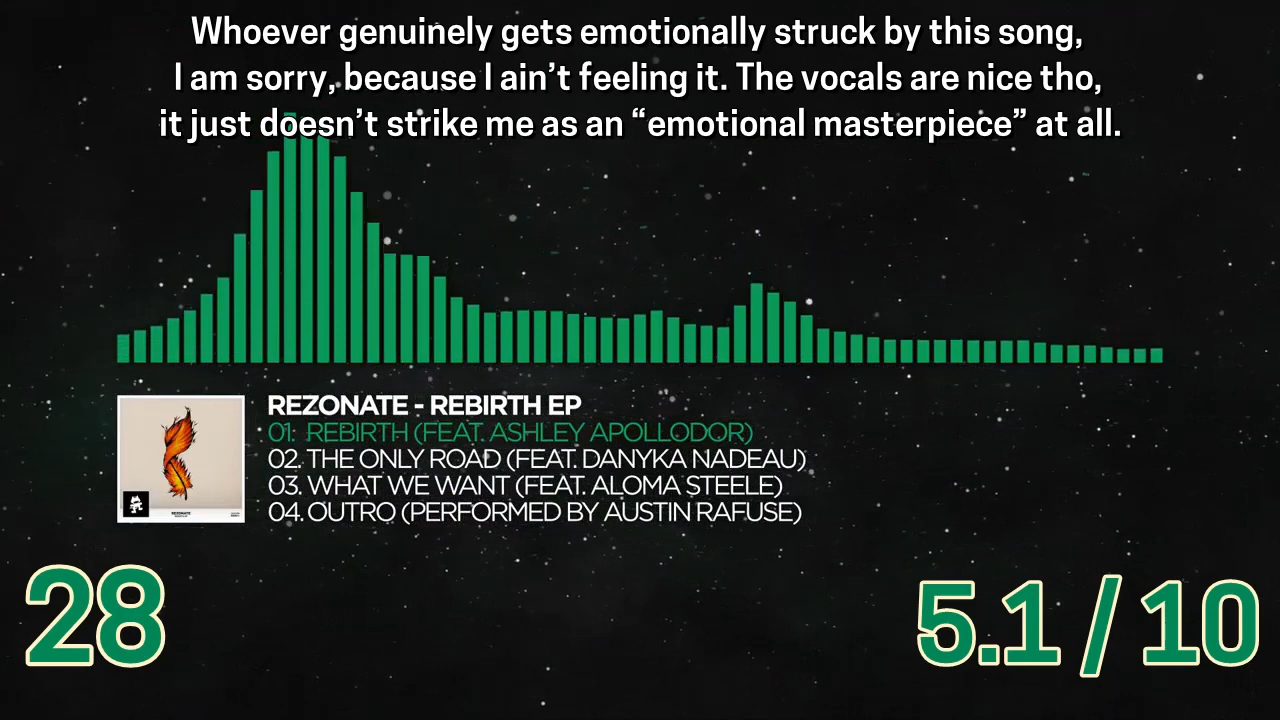 Whoever genuinely gets emotionally struck by this song,
I am sorry, because I ain’t feeling it. The vocals are nice tho,
it just doesn’t strike me as an “emotional masterpiece” at all.
REZONATE - REBIRTH EP
01: REBIRTH (FEAT. ASHLEY APOLLODOR)
02. THE ONLY ROAD (FEAT. DANYKA NADEAU)
03. WHAT WE WANT (FEAT. ALOMA STEELE)
04. OUTRO (PERFORMED BY AUSTIN RAFUSE)
REZONATE
28
5.1 / 10